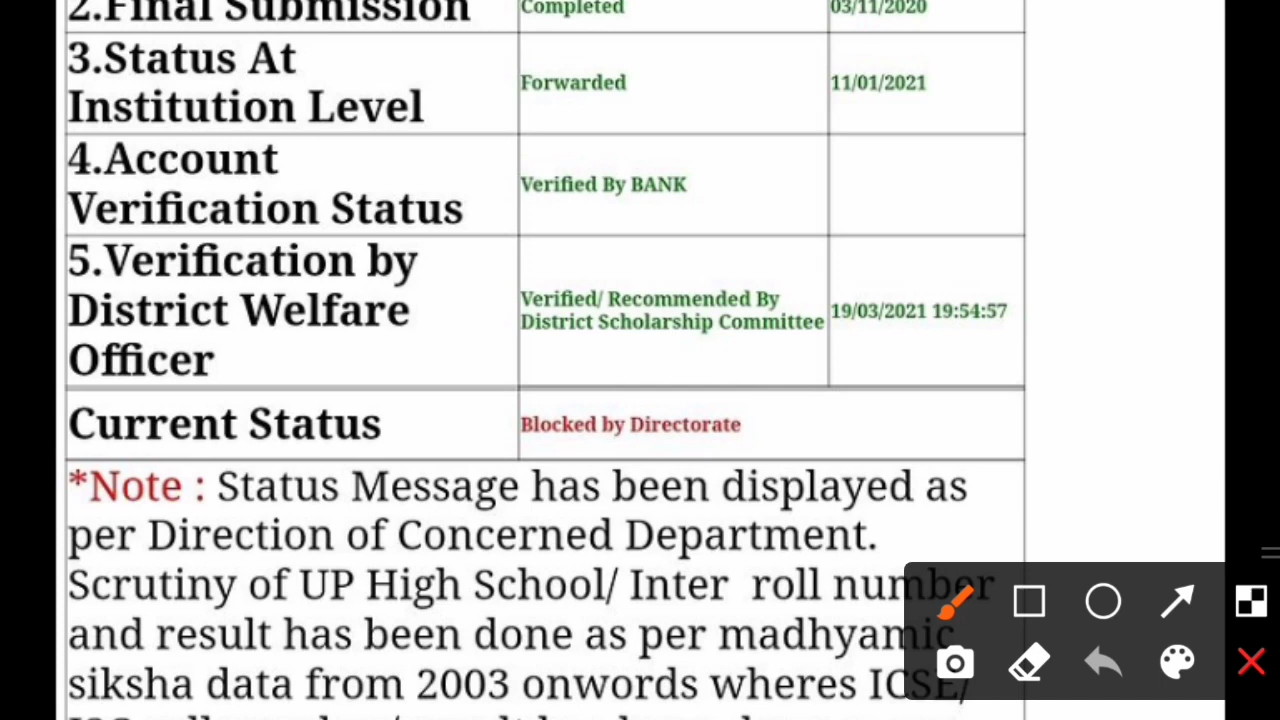 2.Final Submission Completed 03/11/2020
3.Status At
Institution Level
Forwarded 11/01/2021
4.Account
Verification Status
Verified By BANK
5.Verification by
District Welfare
Officer
Verified/ Recommended By
District Scholarship Committee
19/03/2021 19:54:57
Current Status Blocked by Directorate
*Note : Status Message has been displayed as
per Direction of Concerned Department.
Scrutiny of UP High School/ Inter roll number
and result has been done as per madhyamic
siksha data from 2003 onwords wheres ICSE/